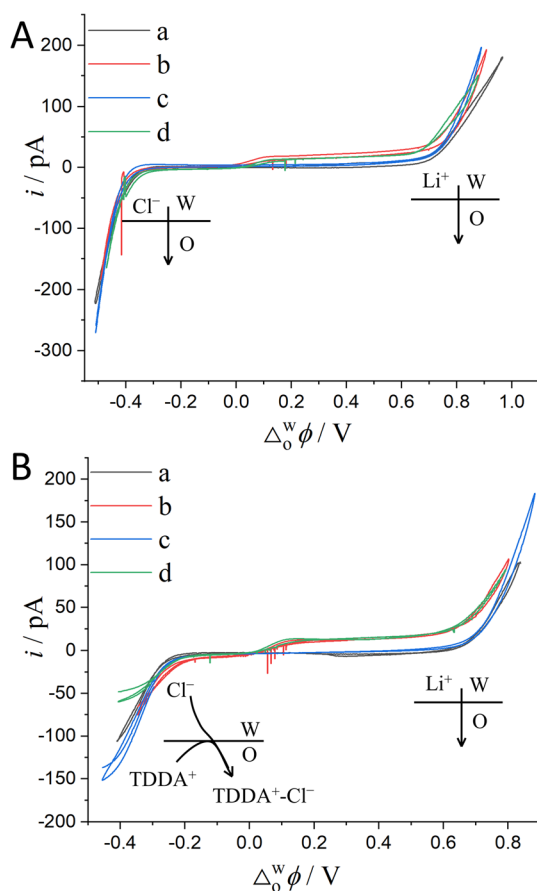 A
a
b
c
d
200
100
0
-100
-200
-300
i / pA
Cl⁻ W
O
Li⁺ W
O
-0.4 -0.2 0.0 0.2 0.4 0.6 0.8 1.0
△ₒʷϕ / V
B
a
b
c
d
200
150
100
50
0
-50
-100
-150
-200
i / pA
Cl⁻
W
O
TDDA⁺
TDDA⁺-Cl⁻
Li⁺ W
O
-0.4 -0.2 0.0 0.2 0.4 0.6 0.8
△ₒʷϕ / V